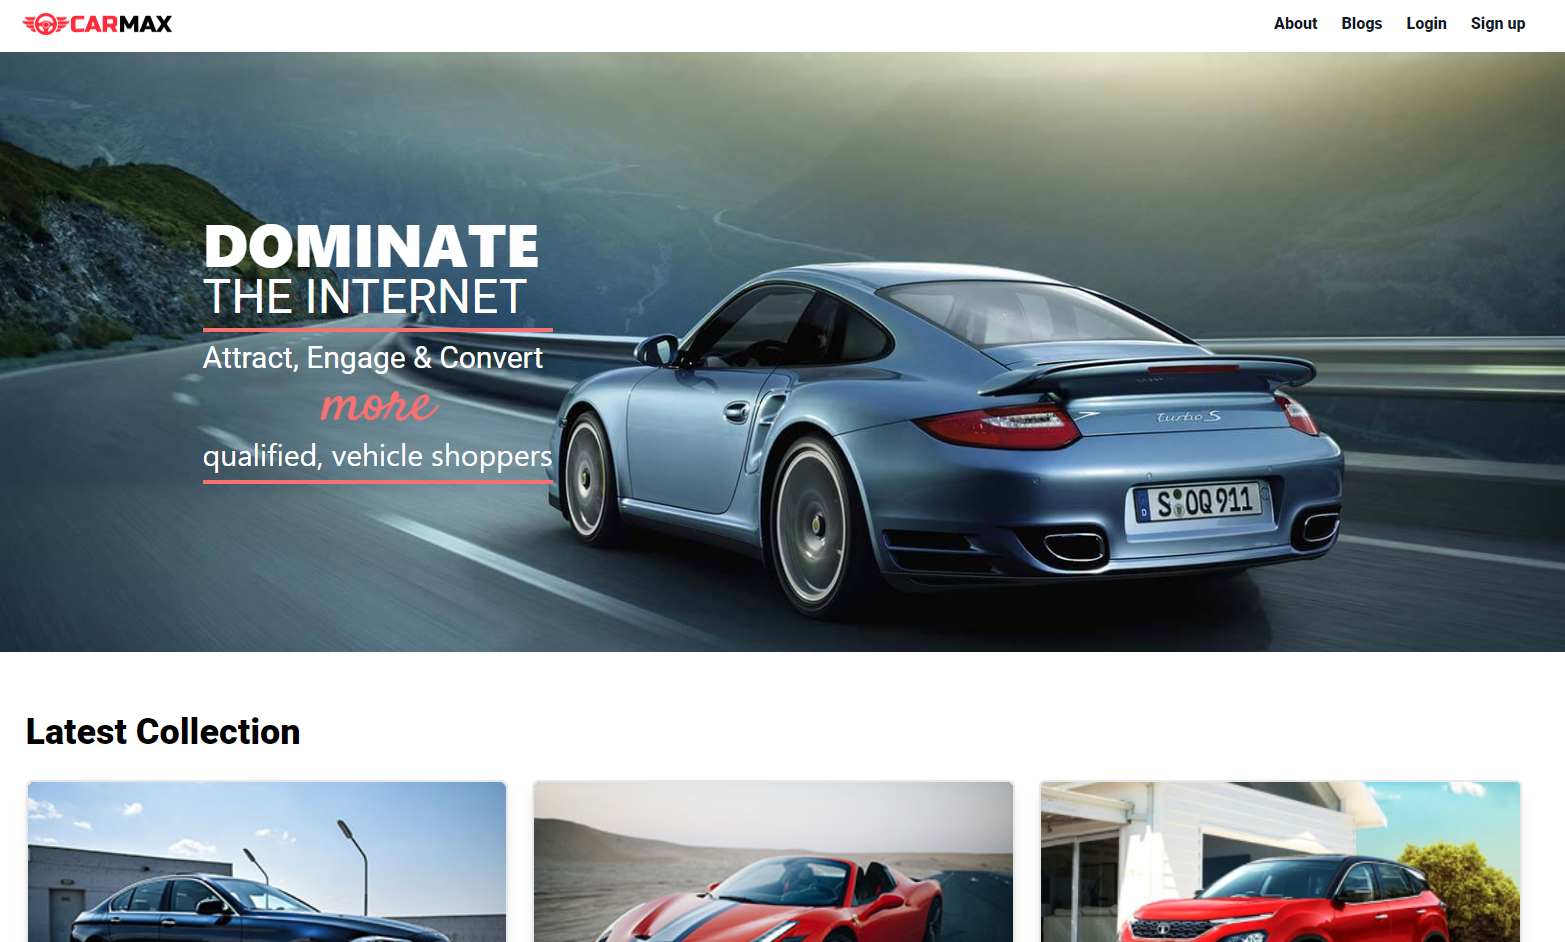 CARMAX
About Blogs Login Sign up
DOMINATE
THE INTERNET
Attract, Engage & Convert
more
qualified, vehicle shoppers
turbo S
S OQ 911
Latest Collection